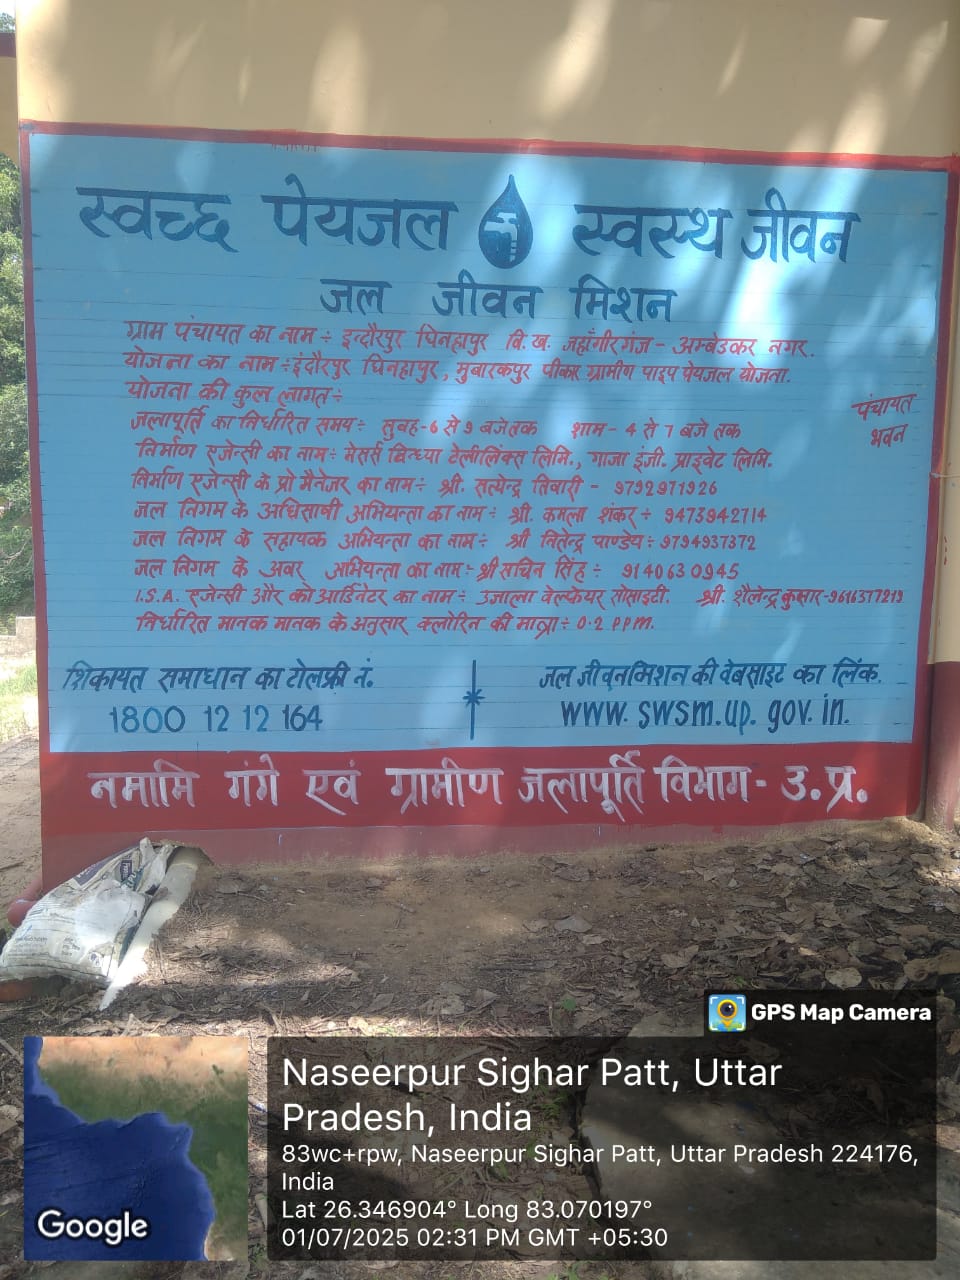 स्वच्छ पेयजल स्वस्थ जीवन
जल जीवन मिशन
ग्राम पंचायत का नाम÷ इन्दौरपुर घिनहापुर वि.ख. जहाँगीरगंज - अम्बेडकर नगर.
योजना का नाम÷ इंदौरपुर घिनहापुर, मुबारकपुर पीकार ग्रामीण पाइप पेयजल योजना.
योजना की कुल लागत÷
पंचायत भवन
जलापूर्ति का निर्धारित समय÷ सुबह-6 से 9 बजे तक शाम-4 से 7 बजे तक
निर्माण एजेन्सी का नाम÷ मेसर्स विन्ध्या टेलीलिंक्स लिमि., गाजा इंजी. प्राइवेट लिमि.
निर्माण एजेन्सी के प्रो मैनेजर का नाम÷ श्री. सत्येन्द्र तिवारी - 9792971926
जल निगम के अधिसाषी अभियन्ता का नाम÷ श्री. कमला शंकर÷ 9473942714
जल निगम के सहायक अभियन्ता का नाम÷ श्री नितेन्द्र पाण्डेय÷ 9794937372
जल निगम के अवर अभियन्ता का नाम÷ श्री सचिन सिंह÷ 9140630945
I.S.A. एजेन्सी और को आर्डिनेटर का नाम÷ उजाला वेल्फेयर सोसाइटी. श्री. शैलेन्द्र कुमार-9616377219
निर्धारित मानक मानक के अनुसार क्लोरिन की मात्रा÷ 0.2 PPM.
शिकायत समाधान का टोलफ्री नं.
1800 12 12 164
जल जीवन मिशन की वेबसाइट का लिंक.
www. swsm.up. gov. in.
नमामि गंगे एवं ग्रामीण जलापूर्ति विभाग - उ.प्र.
GPS Map Camera
Naseerpur Sighar Patt, Uttar
Pradesh, India
83wc+rpw, Naseerpur Sighar Patt, Uttar Pradesh 224176,
India
Lat 26.346904° Long 83.070197°
01/07/2025 02:31 PM GMT +05:30
Google